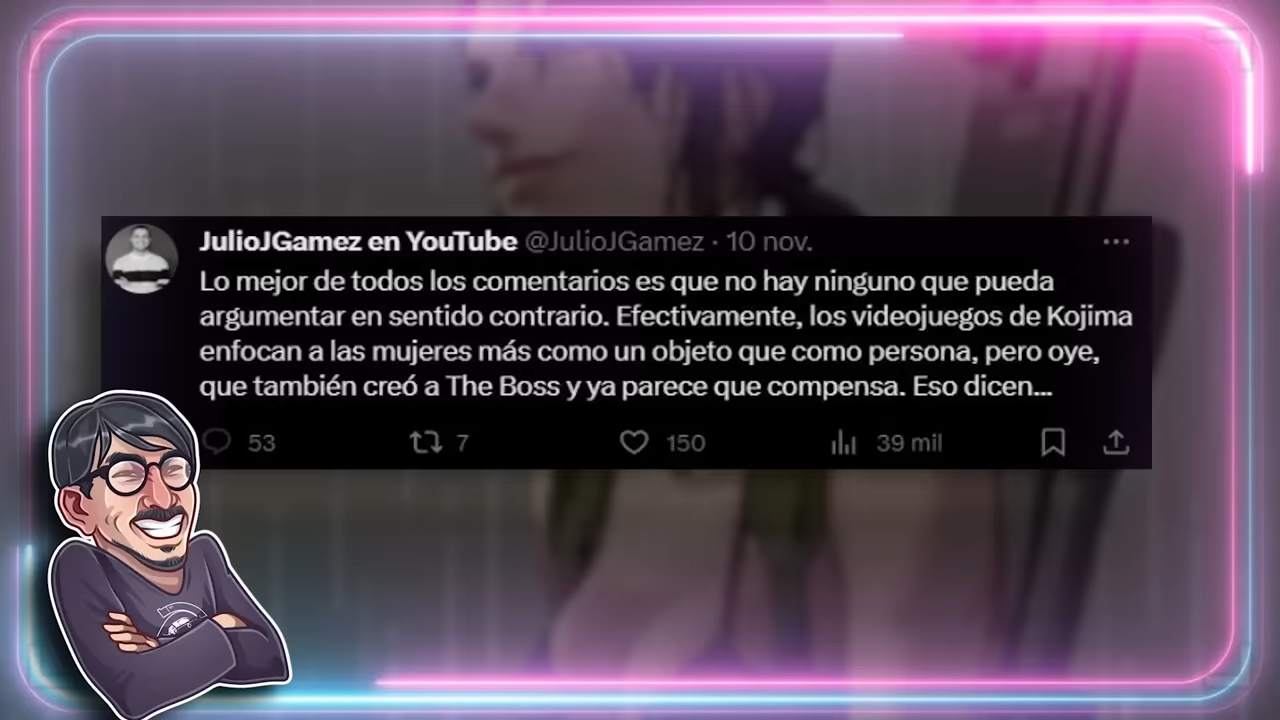 JulioJGamez en YouTube @JulioJGamez · 10 nov.
Lo mejor de todos los comentarios es que no hay ninguno que pueda
argumentar en sentido contrario. Efectivamente, los videojuegos de Kojima
enfocan a las mujeres más como un objeto que como persona, pero oye,
que también creó a The Boss y ya parece que compensa. Eso dicen...
53 7 150 39 mil